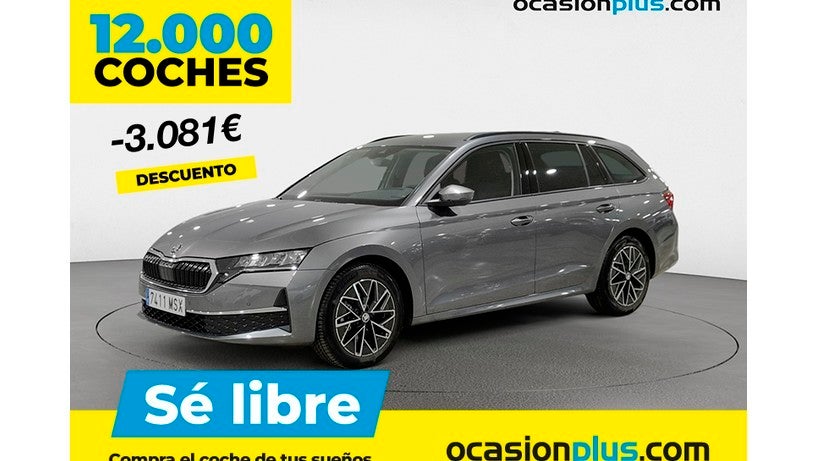 ocasionplus.com
12.000
COCHES
-3.081€
DESCUENTO
7411 MSX
Sé libre
Compra el coche de tus sueños
ocasionplus.com